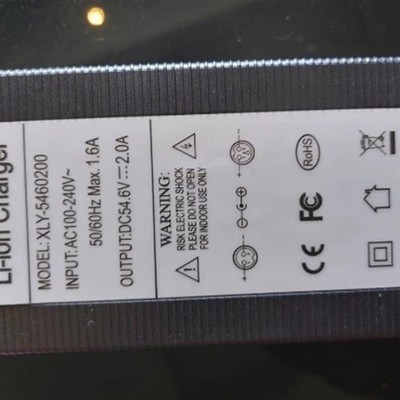 Li-ion Charger
MODEL: XLY-5460200
INPUT: AC100-240V~
50/60Hz Max. 1.6A
OUTPUT:DC54.6V⎓2.0A
WARNING:
RISK ELECTRIC SHOCK
PLEASE DO NOT OPEN
FOR INDOOR USE ONLY
RoHS
FC
CE